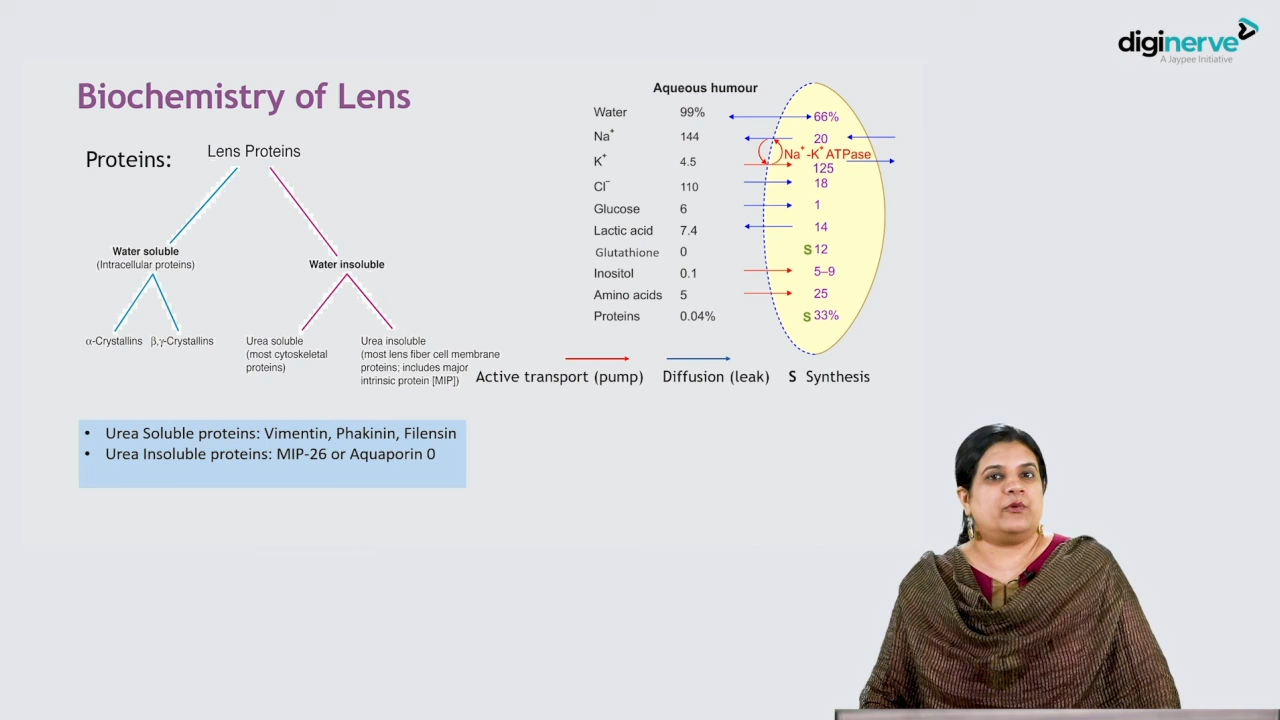 diginerve
A Jaypee Initiative
Biochemistry of Lens
Proteins:
Lens Proteins
Water soluble
(Intracellular proteins)
Water insoluble
α-Crystallins β,γ-Crystallins
Urea soluble
(most cytoskeletal
proteins)
Urea insoluble
(most lens fiber cell membrane
proteins; includes major
intrinsic protein [MIP])
• Urea Soluble proteins: Vimentin, Phakinin, Filensin
• Urea Insoluble proteins: MIP-26 or Aquaporin 0
Aqueous humour
Water 99% 66%
Na⁺ 144 20
Na⁺-K⁺ATPase
K⁺ 4.5 125
Cl⁻ 110 18
Glucose 6 1
Lactic acid 7.4 14
Glutathione 0 S 12
Inositol 0.1 5–9
Amino acids 5 25
Proteins 0.04% S 33%
Active transport (pump) Diffusion (leak) S Synthesis